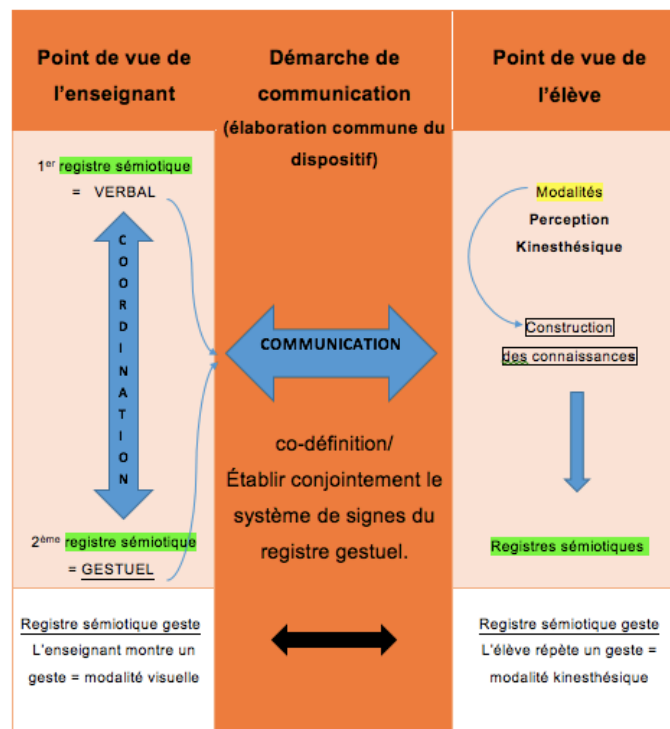 Point de vue de
l'enseignant
1er registre sémiotique
= VERBAL
COORDINATION
2ème registre sémiotique
= GESTUEL
Registre sémiotique geste
L'enseignant montre un
geste = modalité visuelle
Démarche de
communication
(élaboration commune du
dispositif)
COMMUNICATION
co-définition/
Établir conjointement le
système de signes du
registre gestuel.
Point de vue de
l'élève
Modalités
Perception
Kinesthésique
Construction
des connaissances
Registres sémiotiques
Registre sémiotique geste
L'élève répète un geste =
modalité kinesthésique